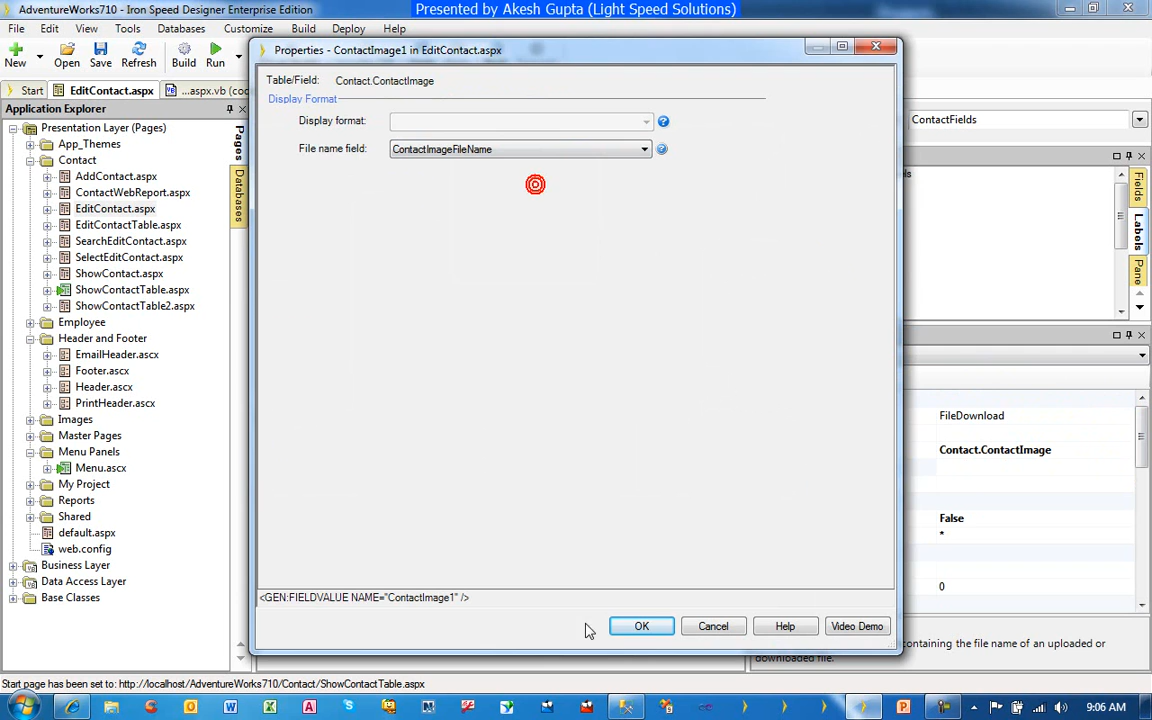 AdventureWorks710 - Iron Speed Designer Enterprise Edition
Presented by Akesh Gupta (Light Speed Solutions)
File Edit View Tools Databases Customize Build Run Deploy Help
New Open Save Refresh Build Run
Start EditContact.aspx ...aspx.vb (co
Application Explorer
Presentation Layer (Pages)
App_Themes
Contact
AddContact.aspx
ContactWebReport.aspx
EditContact.aspx
EditContactTable.aspx
SearchEditContact.aspx
SelectEditContact.aspx
ShowContact.aspx
ShowContactTable.aspx
ShowContactTable2.aspx
Employee
Header and Footer
EmailHeader.ascx
Footer.ascx
Header.ascx
PrintHeader.ascx
Images
Master Pages
Menu Panels
Menu.ascx
My Project
Reports
Shared
default.aspx
web.config
Business Layer
Data Access Layer
Base Classes
Pages
Databases
Properties - ContactImage1 in EditContact.aspx
Table/Field: Contact.ContactImage
Display Format
Display format:
File name field: ContactImageFileName
<GEN:FIELDVALUE NAME="ContactImage1" />
OK Cancel Help Video Demo
ContactFields
Fields
Labels
Pane
FileDownload
Contact.ContactImage
False
*
0
containing the file name of an uploaded or
downloaded file.
Start page has been set to: http://localhost/AdventureWorks710/Contact/ShowContactTable.aspx
9:06 AM